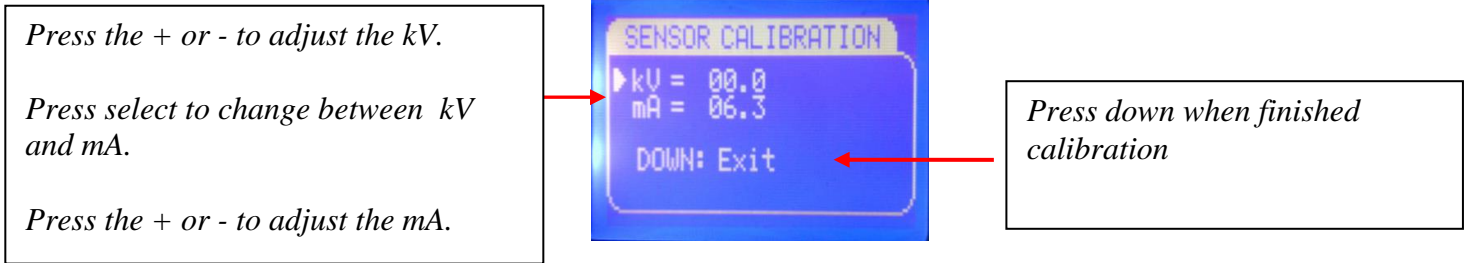 Press the + or - to adjust the kV.
Press select to change between kV
and mA.
Press the + or - to adjust the mA.
SENSOR CALIBRATION
kV = 00.0
mA = 06.3
DOWN: Exit
Press down when finished
calibration